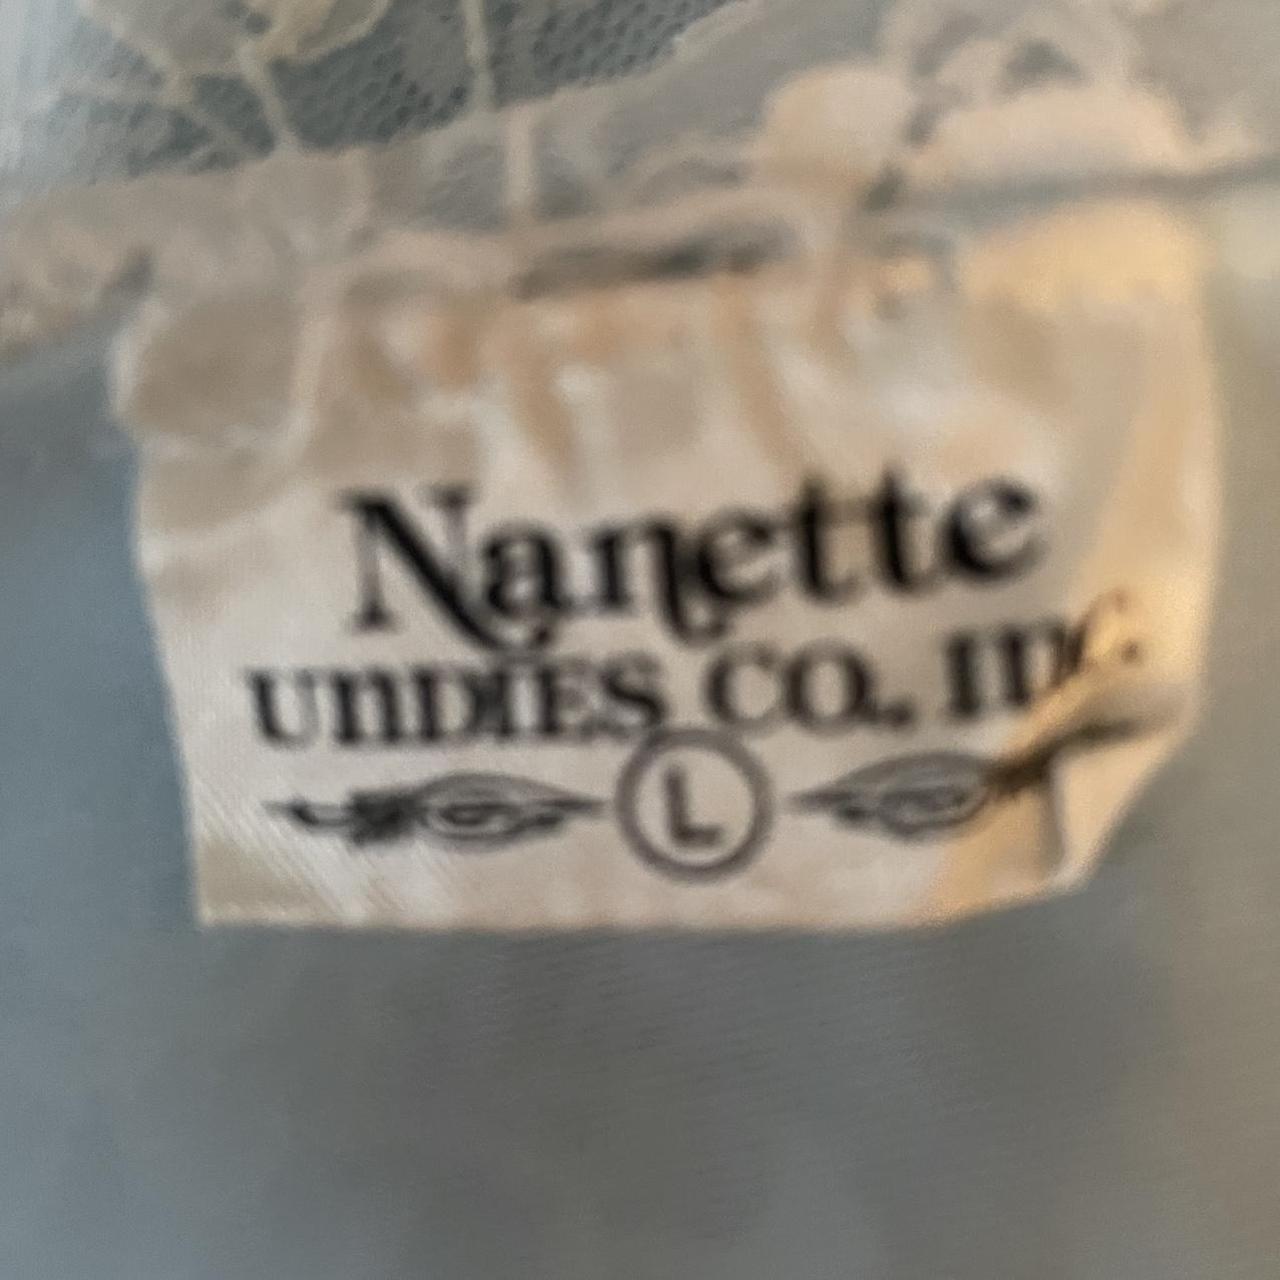 Nanette
UNDIES CO., INC.
L